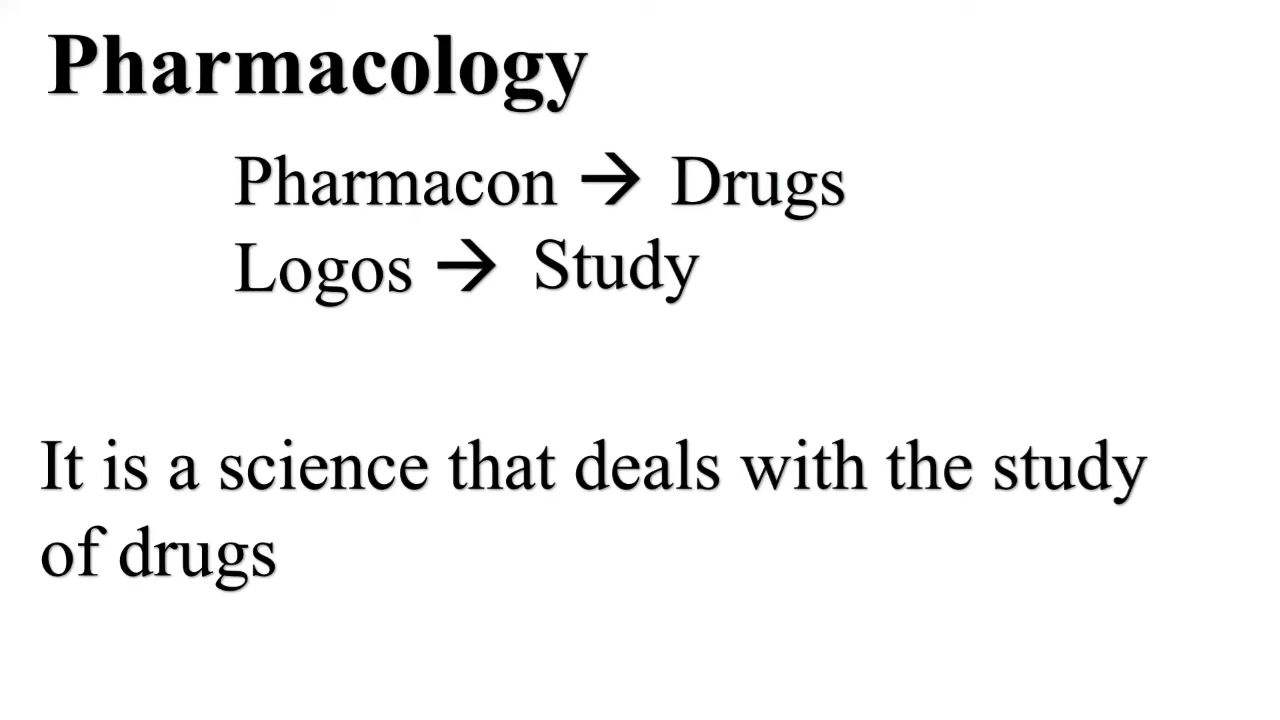 Pharmacology
Pharmacon → Drugs
Logos → Study
It is a science that deals with the study
of drugs